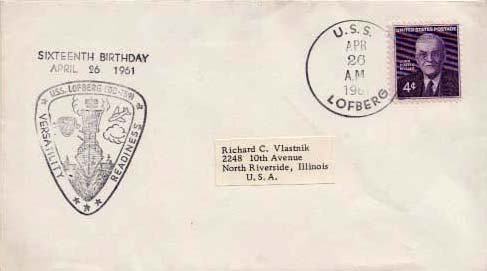 SIXTEENTH BIRTHDAY
APRIL 26 1961
U.S.S. LOFBERG (DD-759)
VERSATILITY
READINESS
U.S.S.
APR
26
A.M.
196
LOFBERG
UNITED STATES POSTAGE
4¢
Richard C. Vlastnik
2248 10th Avenue
North Riverside, Illinois
U.S.A.